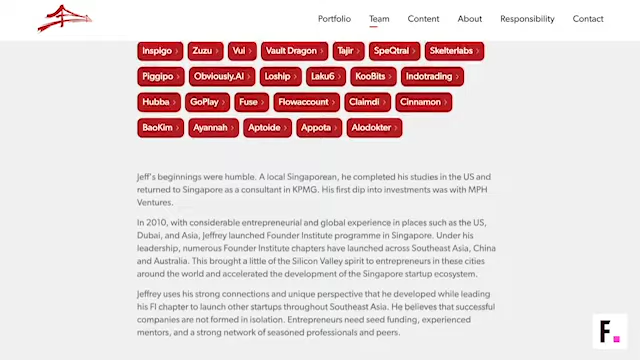 Portfolio Team Content About Responsibility Contact
Inspigo Zuzu Vui Vault Dragon Tajir SpeQtral Skelterlabs
Piggipo Obviously.AI Loship Laku6 KooBits Indotrading
Hubba GoPlay Fuse Flowaccount Claimdi Cinnamon
BaoKim Ayannah Aptoide Appota Alodokter
Jeff's beginnings were humble. A local Singaporean, he completed his studies in the US and
returned to Singapore as a consultant in KPMG. His first dip into investments was with MPH
Ventures.
In 2010, with considerable entrepreneurial and global experience in places such as the US,
Dubai, and Asia, Jeffrey launched Founder Institute programme in Singapore. Under his
leadership, numerous Founder Institute chapters have launched across Southeast Asia, China
and Australia. This brought a little of the Silicon Valley spirit to entrepreneurs in these cities
around the world and accelerated the development of the Singapore startup ecosystem.
Jeffrey uses his strong connections and unique perspective that he developed while leading
his FI chapter to launch other startups throughout Southeast Asia. He believes that successful
companies are not formed in isolation. Entrepreneurs need seed funding, experienced
mentors, and a strong network of seasoned professionals and peers.
F.